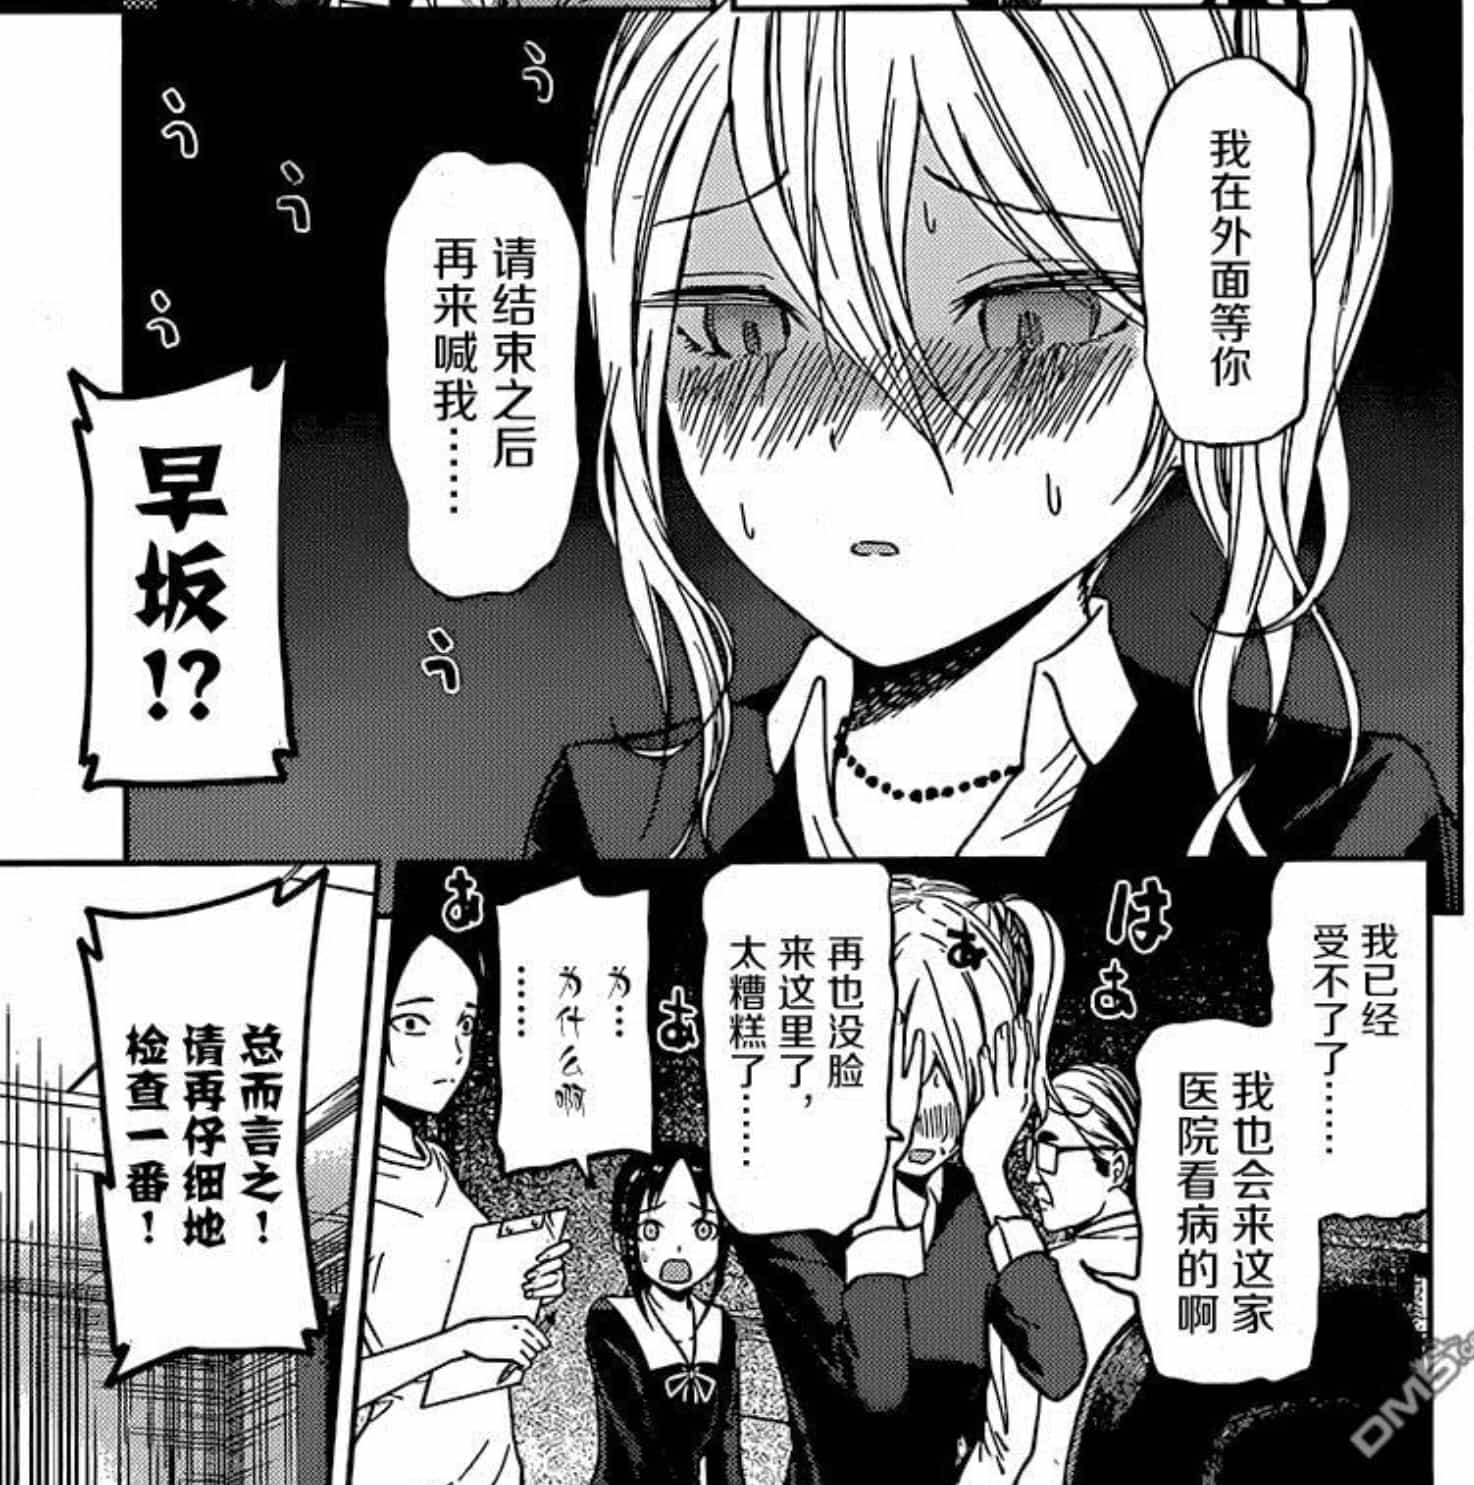 我在外面等你
请结束之后
再来喊我……
早坂!?
う
う
う
う
う
我已经
受不了了……
我也会来这家
医院看病的啊
再也没脸
来这里了，
太糟糕了……
为…
为什么啊
……
はぁ
ぁ
ぁ
ぁ
总而言之！
请再仔细地
检查一番！